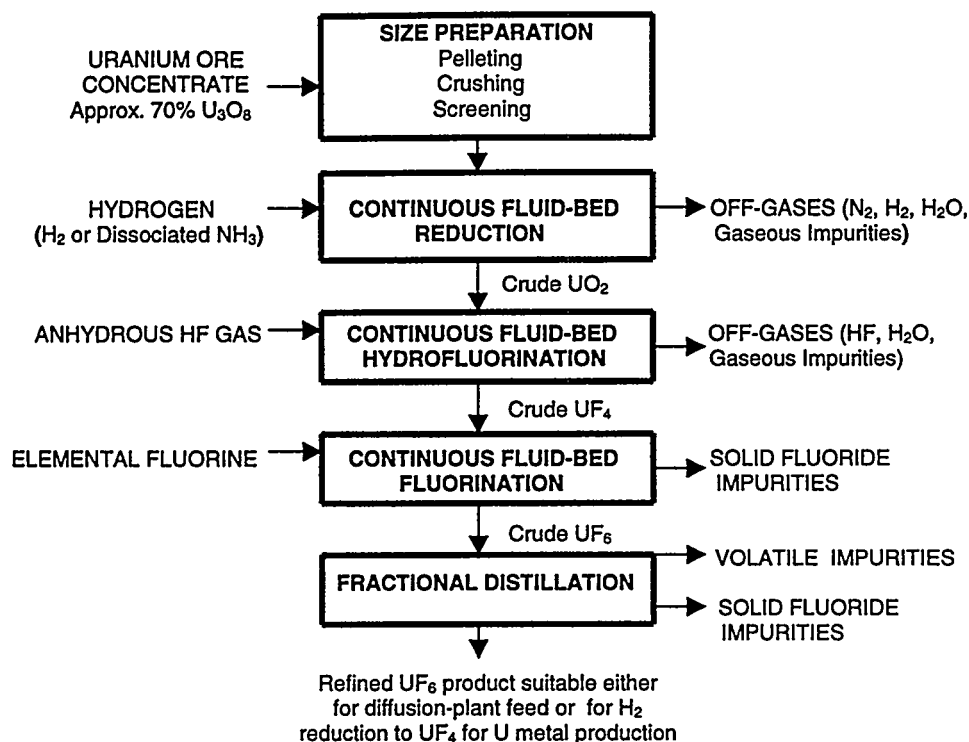 SIZE PREPARATION
Pelleting
Crushing
Screening
URANIUM ORE
CONCENTRATE
Approx. 70% U₃O₈
HYDROGEN
(H₂ or Dissociated NH₃)
CONTINUOUS FLUID-BED
REDUCTION
OFF-GASES (N₂, H₂, H₂O,
Gaseous Impurities)
Crude UO₂
ANHYDROUS HF GAS
CONTINUOUS FLUID-BED
HYDROFLUORINATION
OFF-GASES (HF, H₂O,
Gaseous Impurities)
Crude UF₄
ELEMENTAL FLUORINE
CONTINUOUS FLUID-BED
FLUORINATION
SOLID FLUORIDE
IMPURITIES
Crude UF₆
FRACTIONAL DISTILLATION
VOLATILE IMPURITIES
SOLID FLUORIDE
IMPURITIES
Refined UF₆ product suitable either
for diffusion-plant feed or for H₂
reduction to UF₄ for U metal production